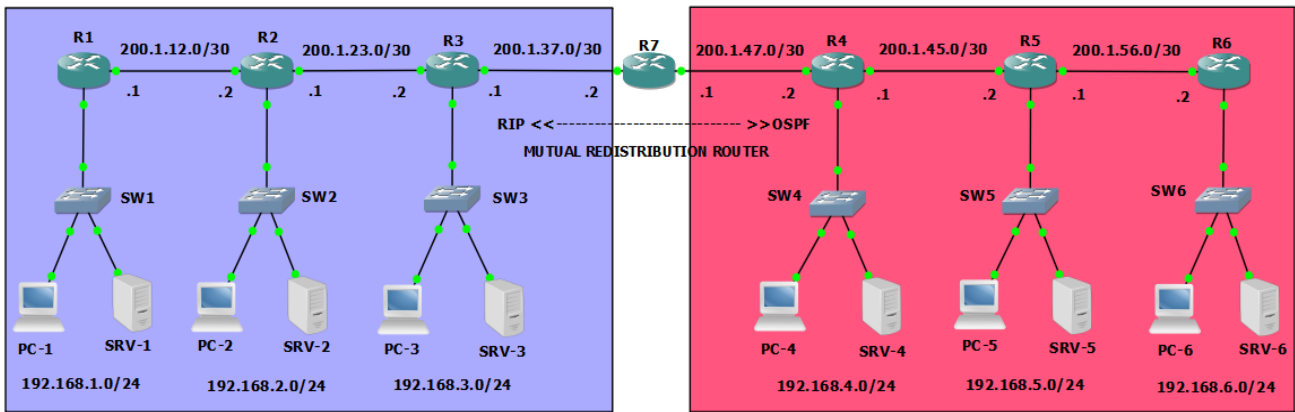 R1 200.1.12.0/30 R2 200.1.23.0/30 R3 200.1.37.0/30 R7 200.1.47.0/30 R4 200.1.45.0/30 R5 200.1.56.0/30 R6
.1 .2 .1 .2 .1 .2 .1 .2 .1 .2 .1 .2
RIP << ---------------------- >>OSPF
MUTUAL REDISTRIBUTION ROUTER
SW1 SW2 SW3 SW4 SW5 SW6
PC-1 SRV-1 PC-2 SRV-2 PC-3 SRV-3 PC-4 SRV-4 PC-5 SRV-5 PC-6 SRV-6
192.168.1.0/24 192.168.2.0/24 192.168.3.0/24 192.168.4.0/24 192.168.5.0/24 192.168.6.0/24